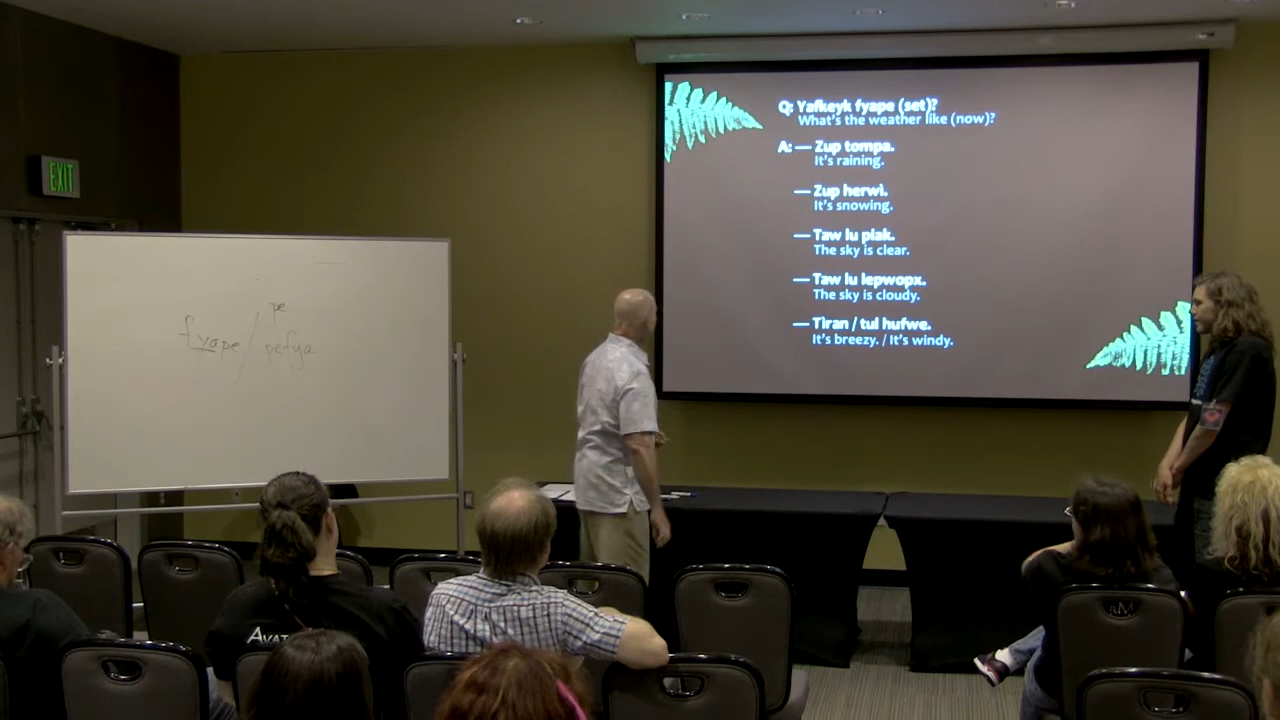 EXIT
pe
fyape / pefya
Q: Yafkeyk fyape (set)?
What's the weather like (now)?
A: — Zup tompa.
It's raining.
— Zup herwì.
It's snowing.
— Taw lu piak.
The sky is clear.
— Taw lu lepwopx.
The sky is cloudy.
— Tìran / tul hufwe.
It's breezy. / It's windy.